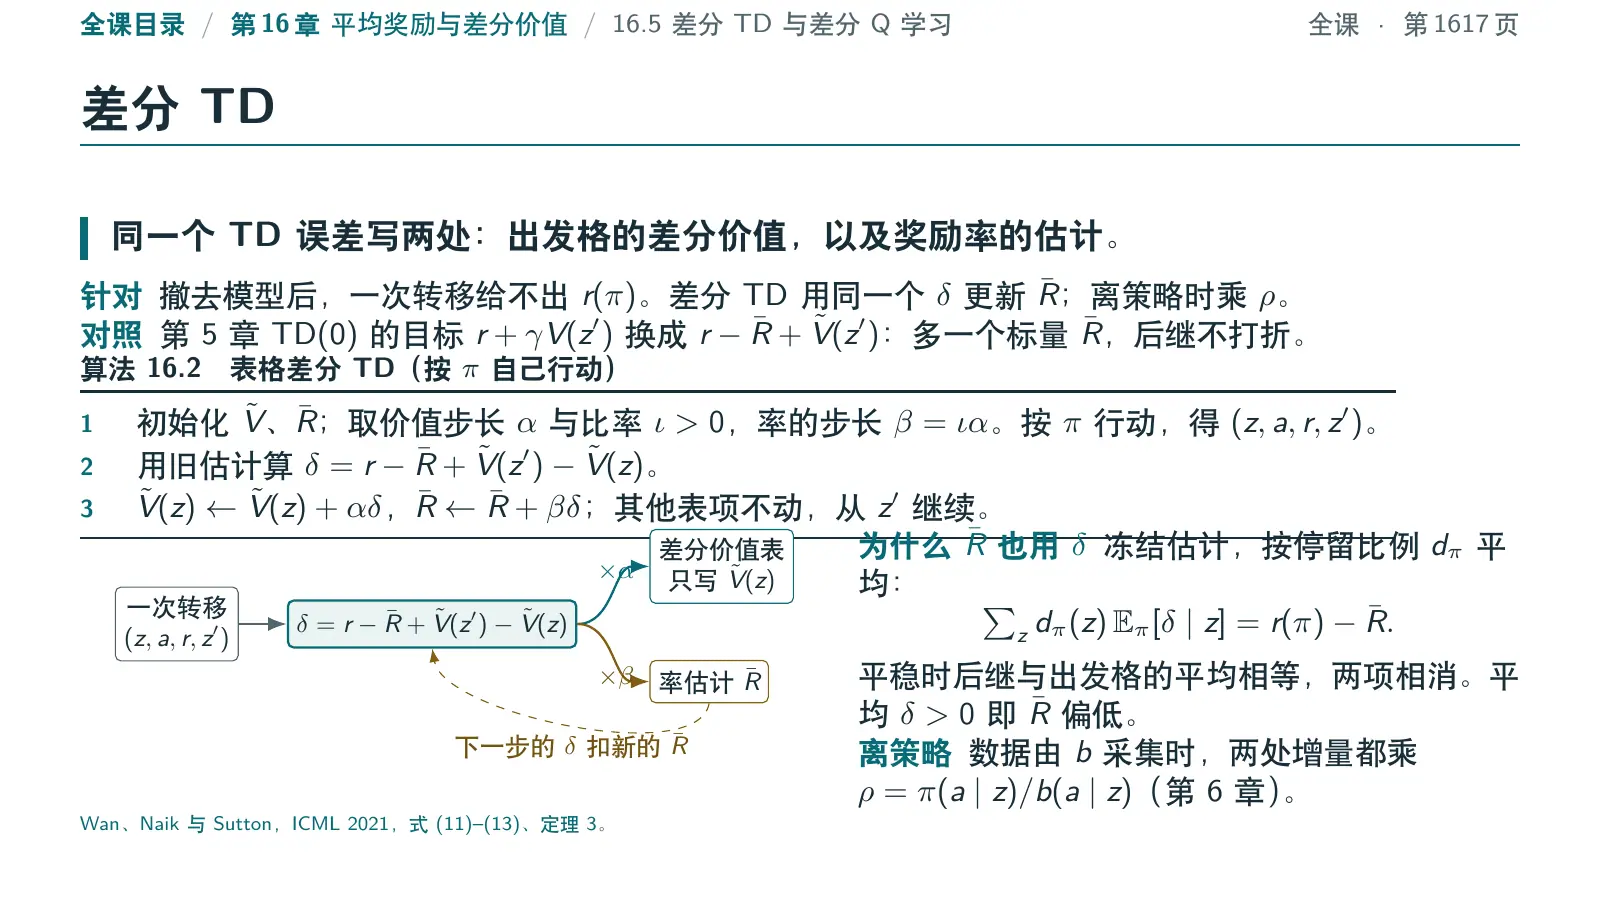 全课目录 / 第16章 平均奖励与差分价值 / 16.5 差分 TD 与差分 Q 学习
全课 · 第1617页
差分 TD
同一个 TD 误差写两处：出发格的差分价值，以及奖励率的估计。
针对 撤去模型后，一次转移给不出 r(π)。差分 TD 用同一个 δ 更新 R̄；离策略时乘 ρ。
对照 第 5 章 TD(0) 的目标 r + γV(z′) 换成 r − R̄ + Ṽ(z′)：多一个标量 R̄，后继不打折。
算法 16.2 表格差分 TD（按 π 自己行动）
1 初始化 Ṽ、R̄；取价值步长 α 与比率 ι > 0，率的步长 β = ια。按 π 行动，得 (z, a, r, z′)。
2 用旧估计算 δ = r − R̄ + Ṽ(z′) − Ṽ(z)。
3 Ṽ(z) ← Ṽ(z) + αδ，R̄ ← R̄ + βδ；其他表项不动，从 z′ 继续。
一次转移
(z, a, r, z′)
δ = r − R̄ + Ṽ(z′) − Ṽ(z)
×α
差分价值表
只写 Ṽ(z)
×β
率估计 R̄
下一步的 δ 扣新的 R̄
为什么 R̄ 也用 δ 冻结估计，按停留比例 dπ 平
均：
∑z dπ(z) 𝔼π[δ | z] = r(π) − R̄.
平稳时后继与出发格的平均相等，两项相消。平
均 δ > 0 即 R̄ 偏低。
离策略 数据由 b 采集时，两处增量都乘
ρ = π(a | z)/b(a | z)（第 6 章）。
Wan、Naik 与 Sutton，ICML 2021，式 (11)–(13)、定理 3。